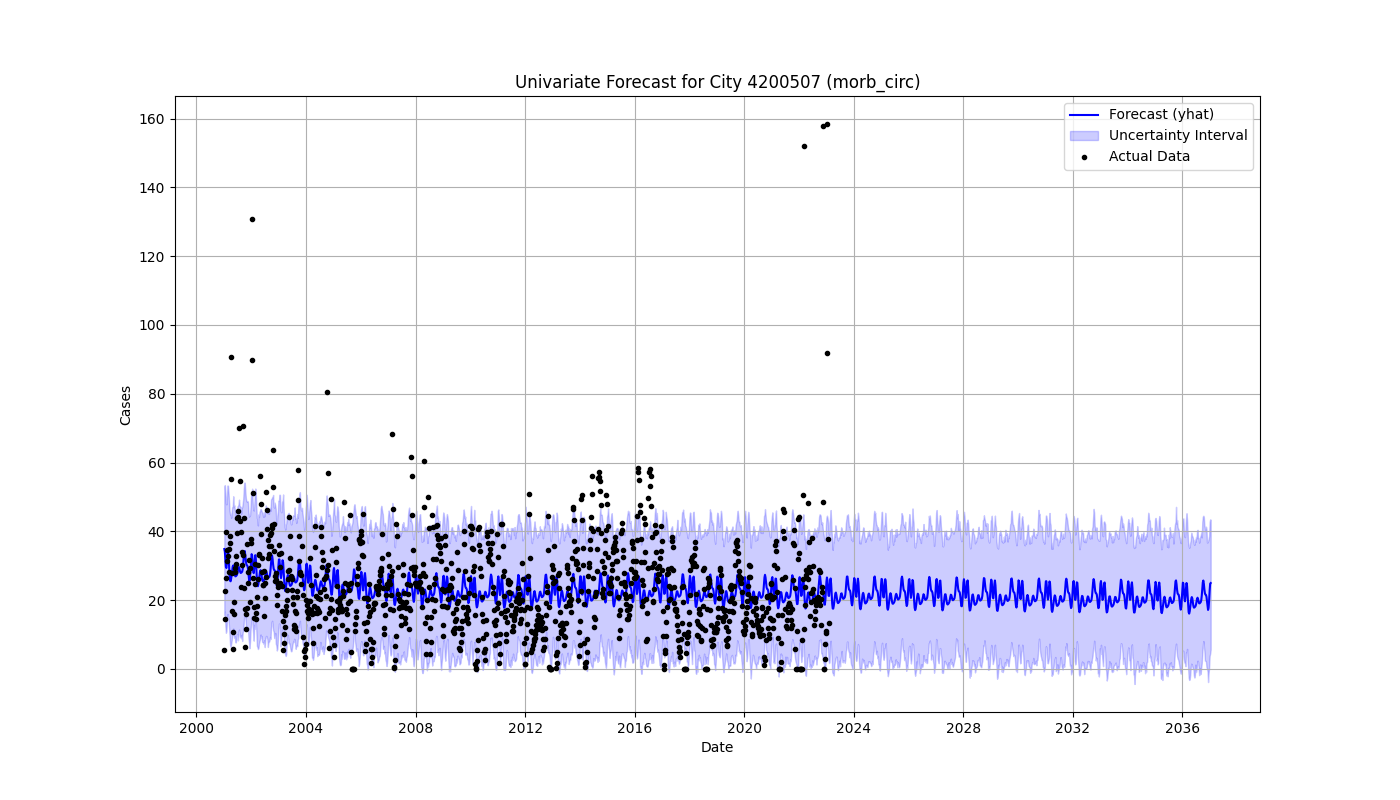 Univariate Forecast for City 4200507 (morb_circ)
Forecast (yhat)
Uncertainty Interval
Actual Data
Cases
160
140
120
100
80
60
40
20
0
2000 2004 2008 2012 2016 2020 2024 2028 2032 2036
Date